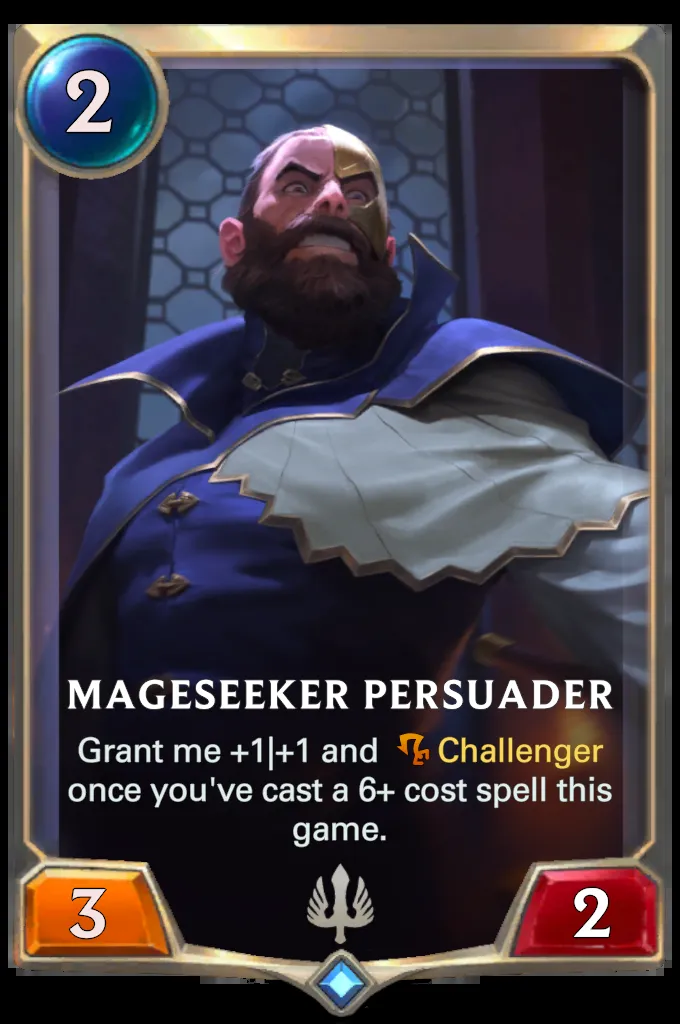 2
MAGESEEKER PERSUADER
Grant me +1|+1 and Challenger
once you've cast a 6+ cost spell this
game.
3
2